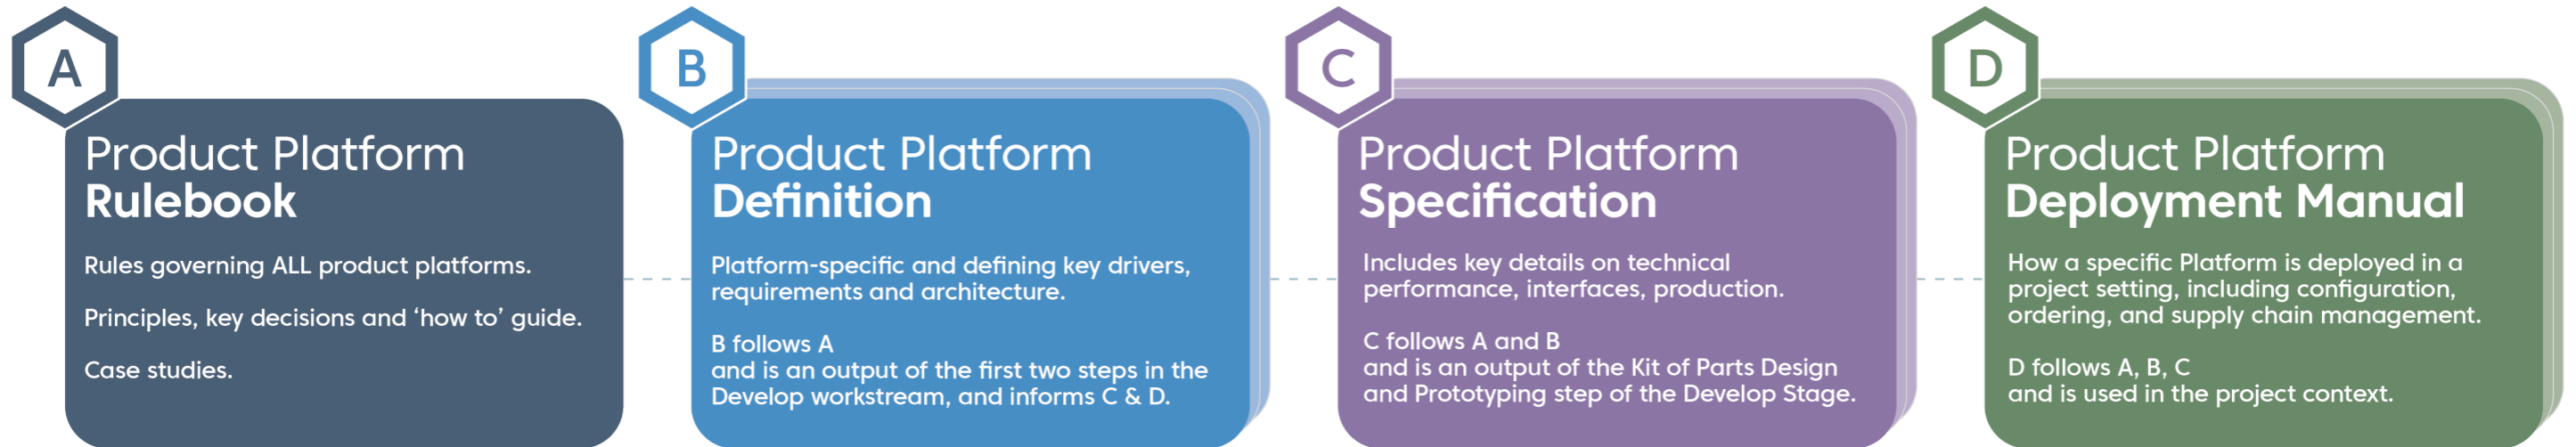 A
Product Platform
Rulebook
Rules governing ALL product platforms.
Principles, key decisions and ‘how to’ guide.
Case studies.
B
Product Platform
Definition
Platform-specific and defining key drivers,
requirements and architecture.
B follows A
and is an output of the first two steps in the
Develop workstream, and informs C & D.
C
Product Platform
Specification
Includes key details on technical
performance, interfaces, production.
C follows A and B
and is an output of the Kit of Parts Design
and Prototyping step of the Develop Stage.
D
Product Platform
Deployment Manual
How a specific Platform is deployed in a
project setting, including configuration,
ordering, and supply chain management.
D follows A, B, C
and is used in the project context.